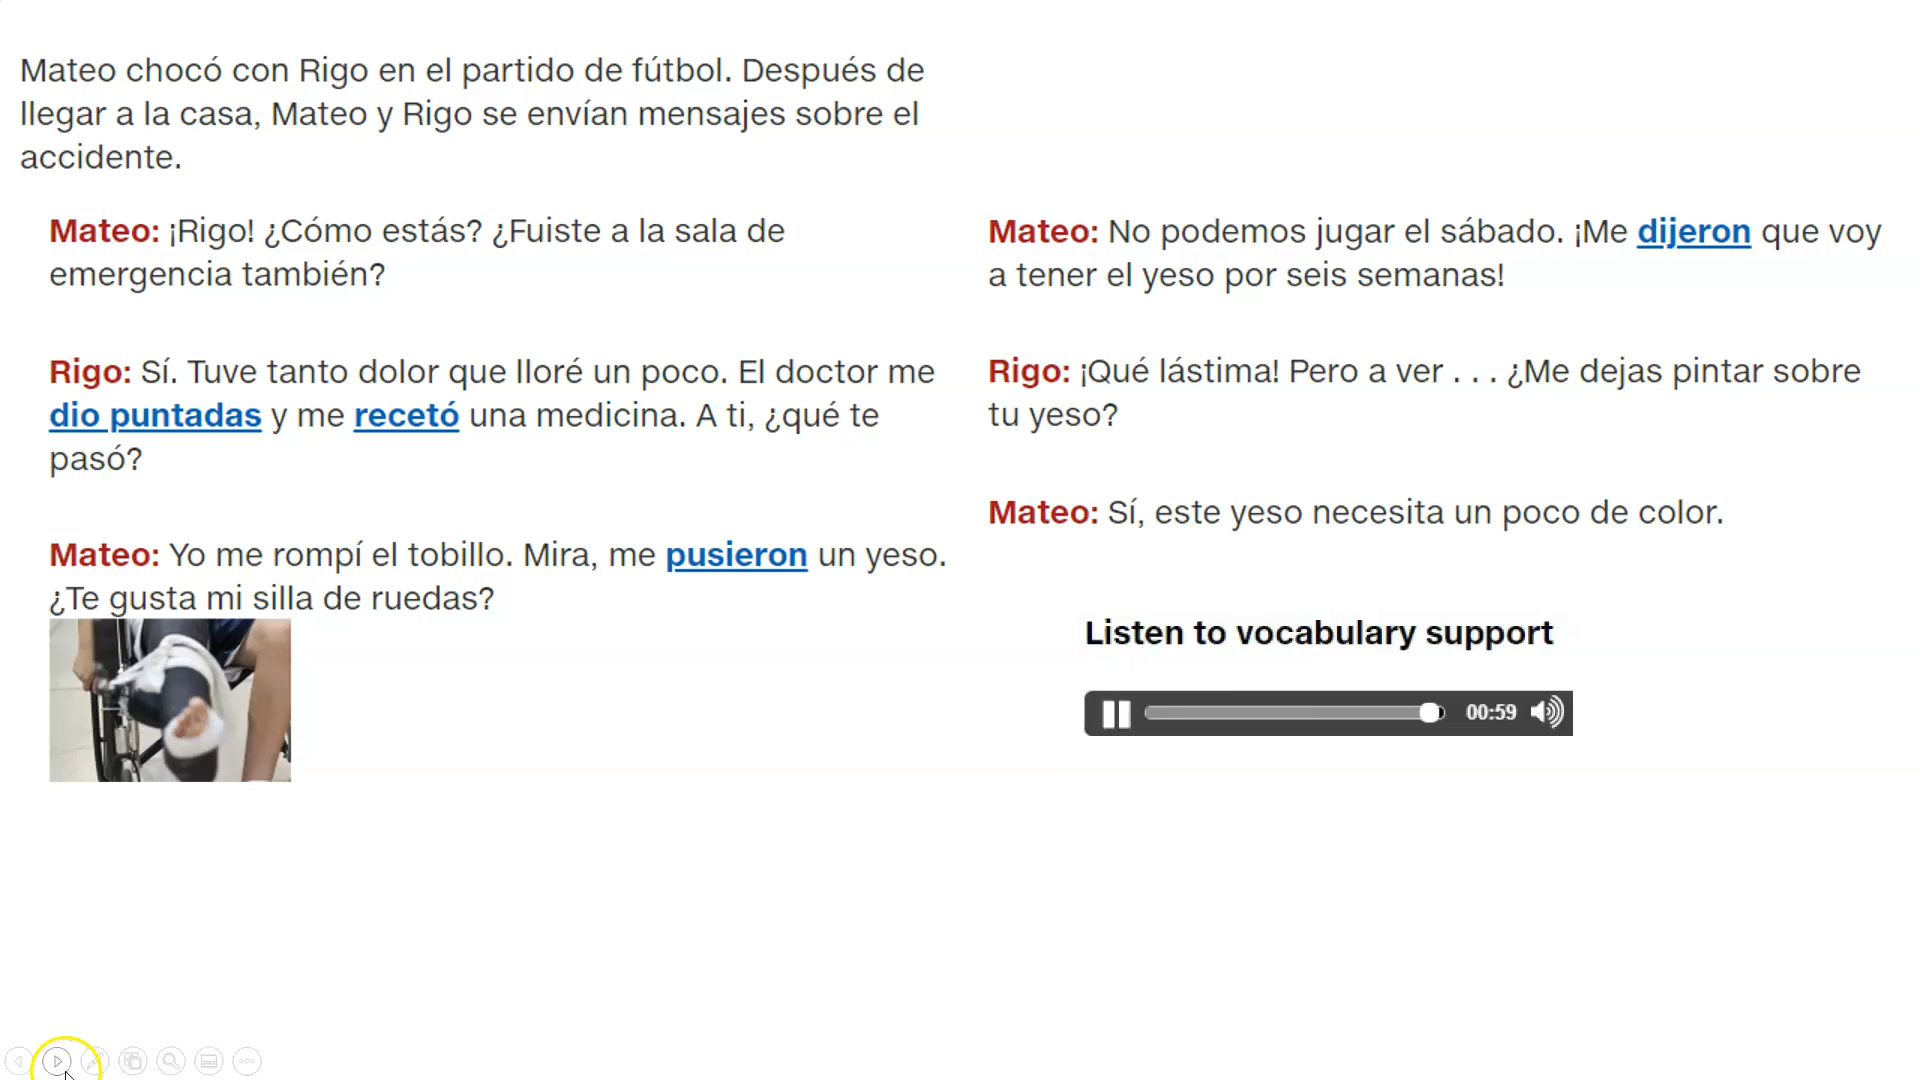 Mateo chocó con Rigo en el partido de fútbol. Después de
llegar a la casa, Mateo y Rigo se envían mensajes sobre el
accidente.
Mateo: ¡Rigo! ¿Cómo estás? ¿Fuiste a la sala de
emergencia también?
Rigo: Sí. Tuve tanto dolor que lloré un poco. El doctor me
dio puntadas y me recetó una medicina. A ti, ¿qué te
pasó?
Mateo: Yo me rompí el tobillo. Mira, me pusieron un yeso.
¿Te gusta mi silla de ruedas?
Mateo: No podemos jugar el sábado. ¡Me dijeron que voy
a tener el yeso por seis semanas!
Rigo: ¡Qué lástima! Pero a ver . . . ¿Me dejas pintar sobre
tu yeso?
Mateo: Sí, este yeso necesita un poco de color.
Listen to vocabulary support
00:59